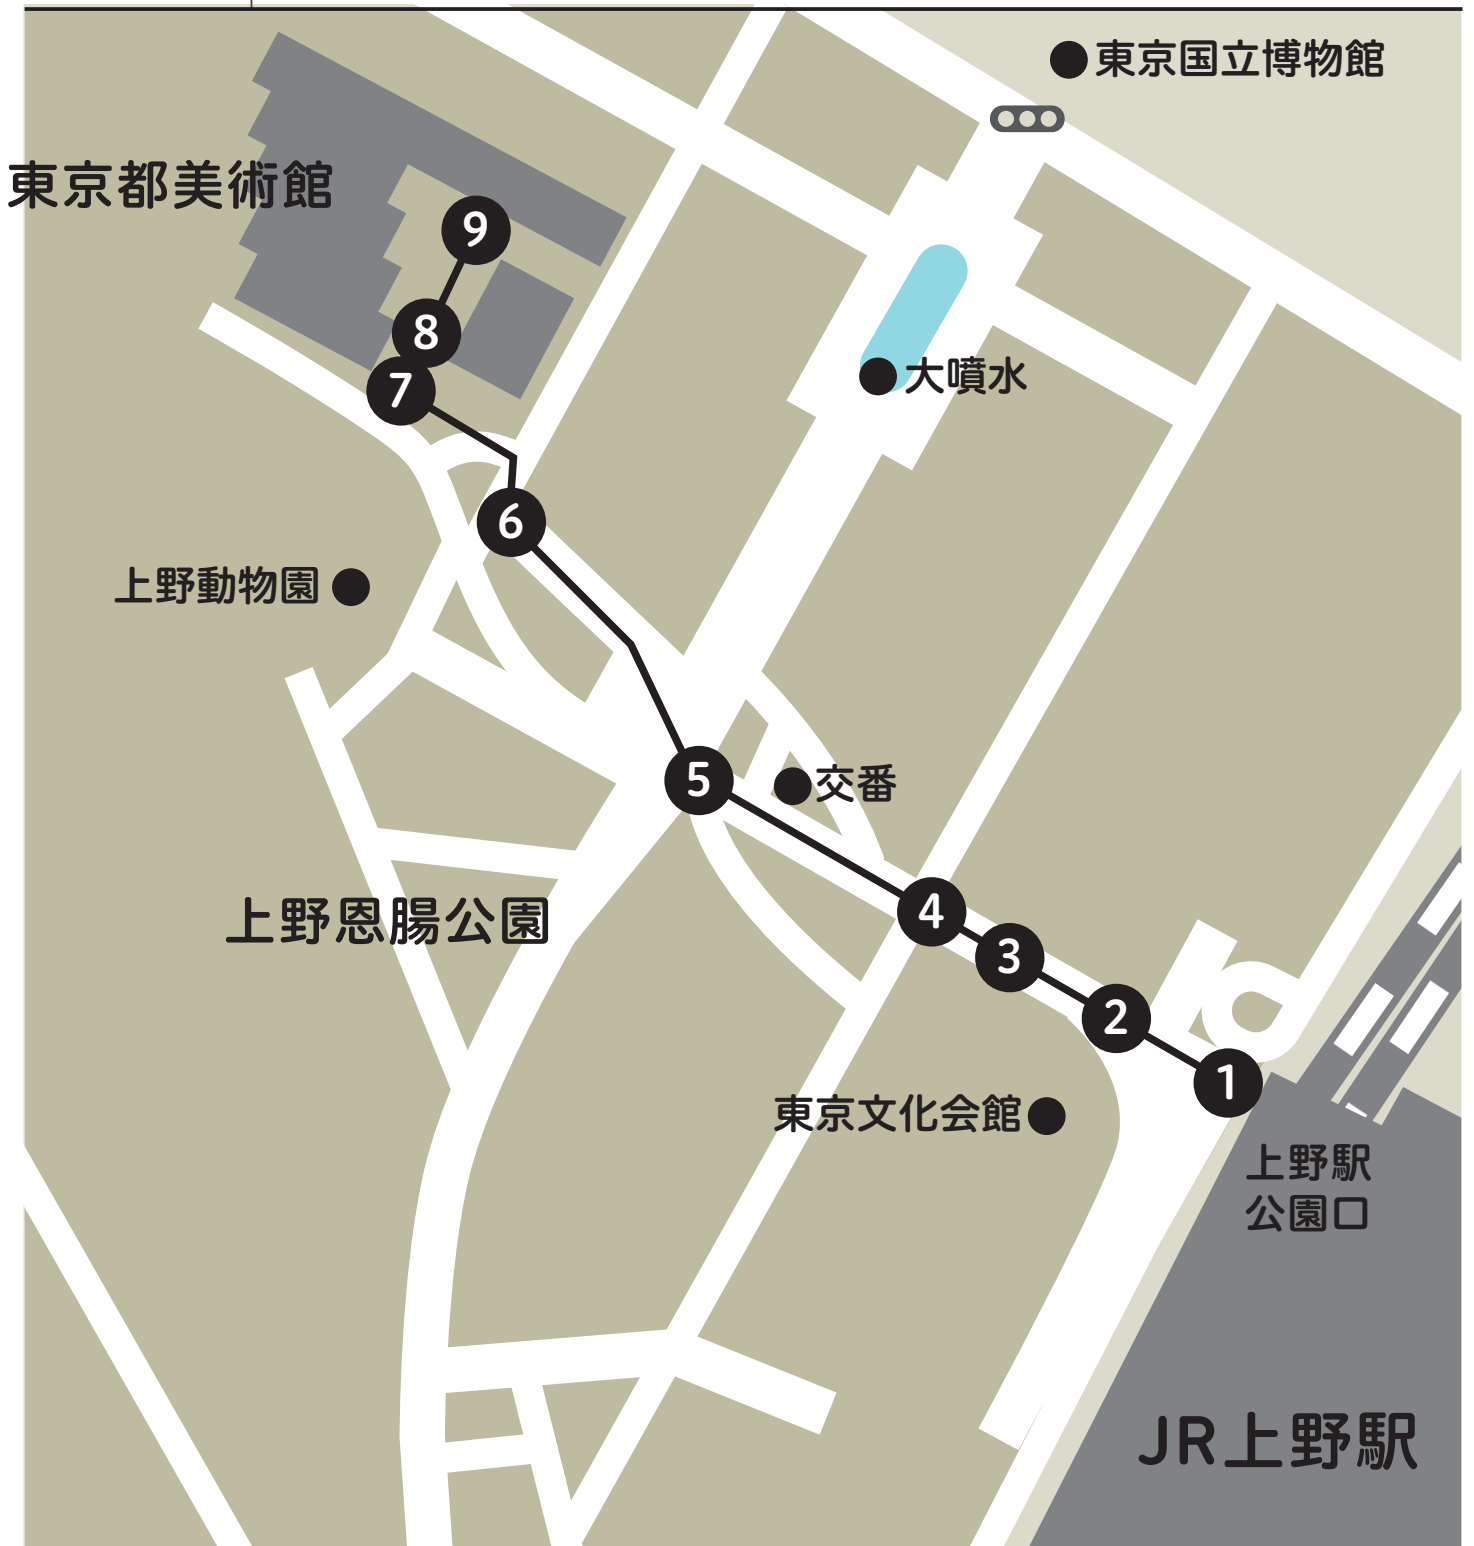 東京国立博物館
東京都美術館
9
8
大噴水
7
6
上野動物園
5
交番
4
上野恩腸公園
3
2
1
東京文化会館
上野駅
公園口
JR上野駅